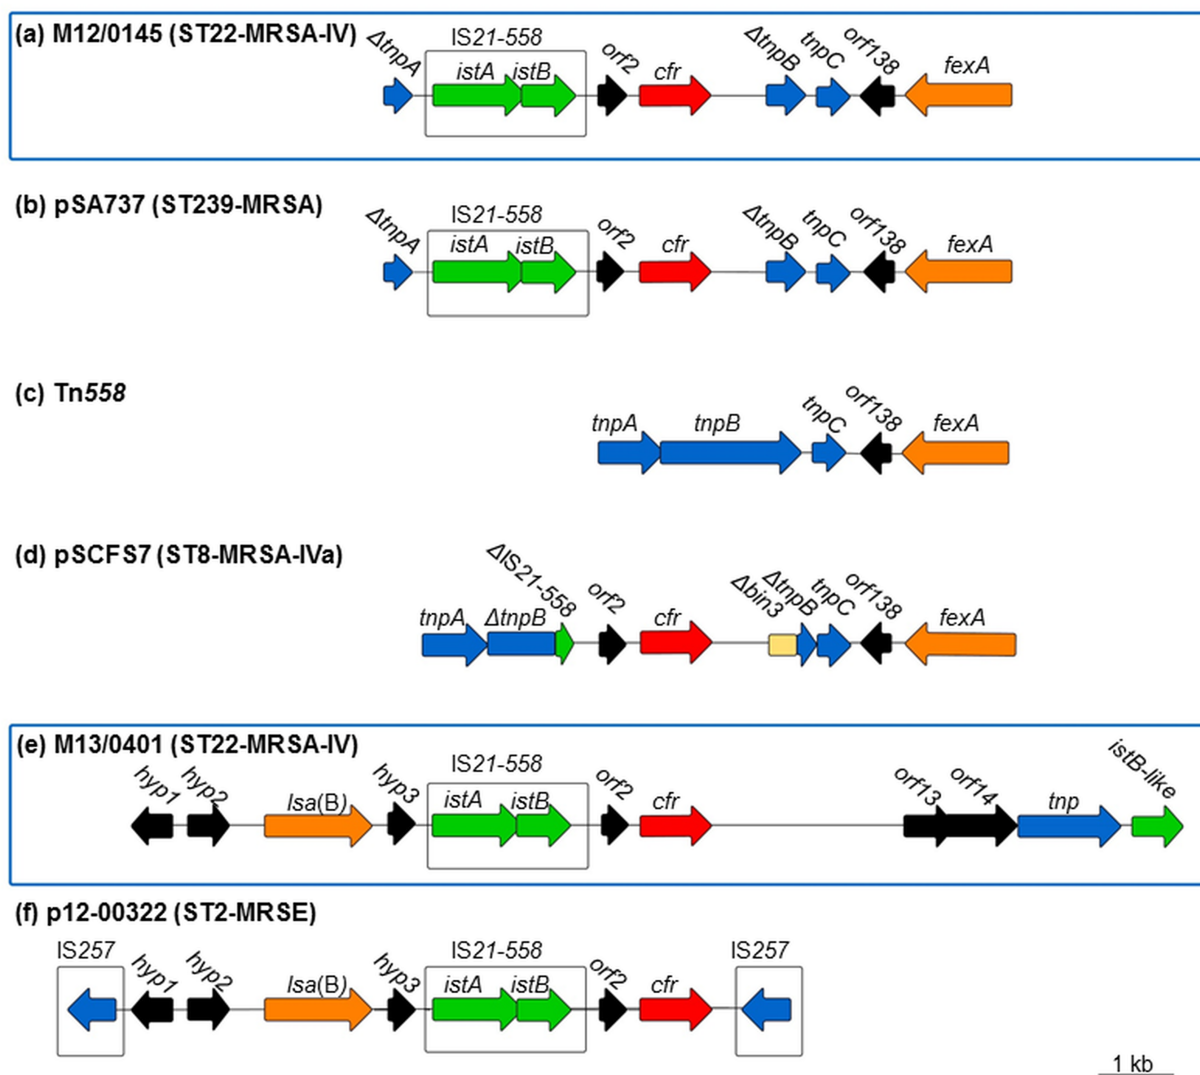 (a) M12/0145 (ST22-MRSA-IV)
IS21-558
ΔtnpA istA istB orf2 cfr ΔtnpB tnpC orf138 fexA
(b) pSA737 (ST239-MRSA)
IS21-558
ΔtnpA istA istB orf2 cfr ΔtnpB tnpC orf138 fexA
(c) Tn558
tnpA tnpB tnpC orf138 fexA
(d) pSCFS7 (ST8-MRSA-IVa)
tnpA ΔtnpB ΔIS21-558 orf2 cfr Δbin3 ΔtnpB tnpC orf138 fexA
(e) M13/0401 (ST22-MRSA-IV)
IS21-558
hyp1 hyp2 lsa(B) hyp3 istA istB orf2 cfr orf13 orf14 tnp istB-like
(f) p12-00322 (ST2-MRSE)
IS257 IS21-558 IS257
hyp1 hyp2 lsa(B) hyp3 istA istB orf2 cfr
1 kb